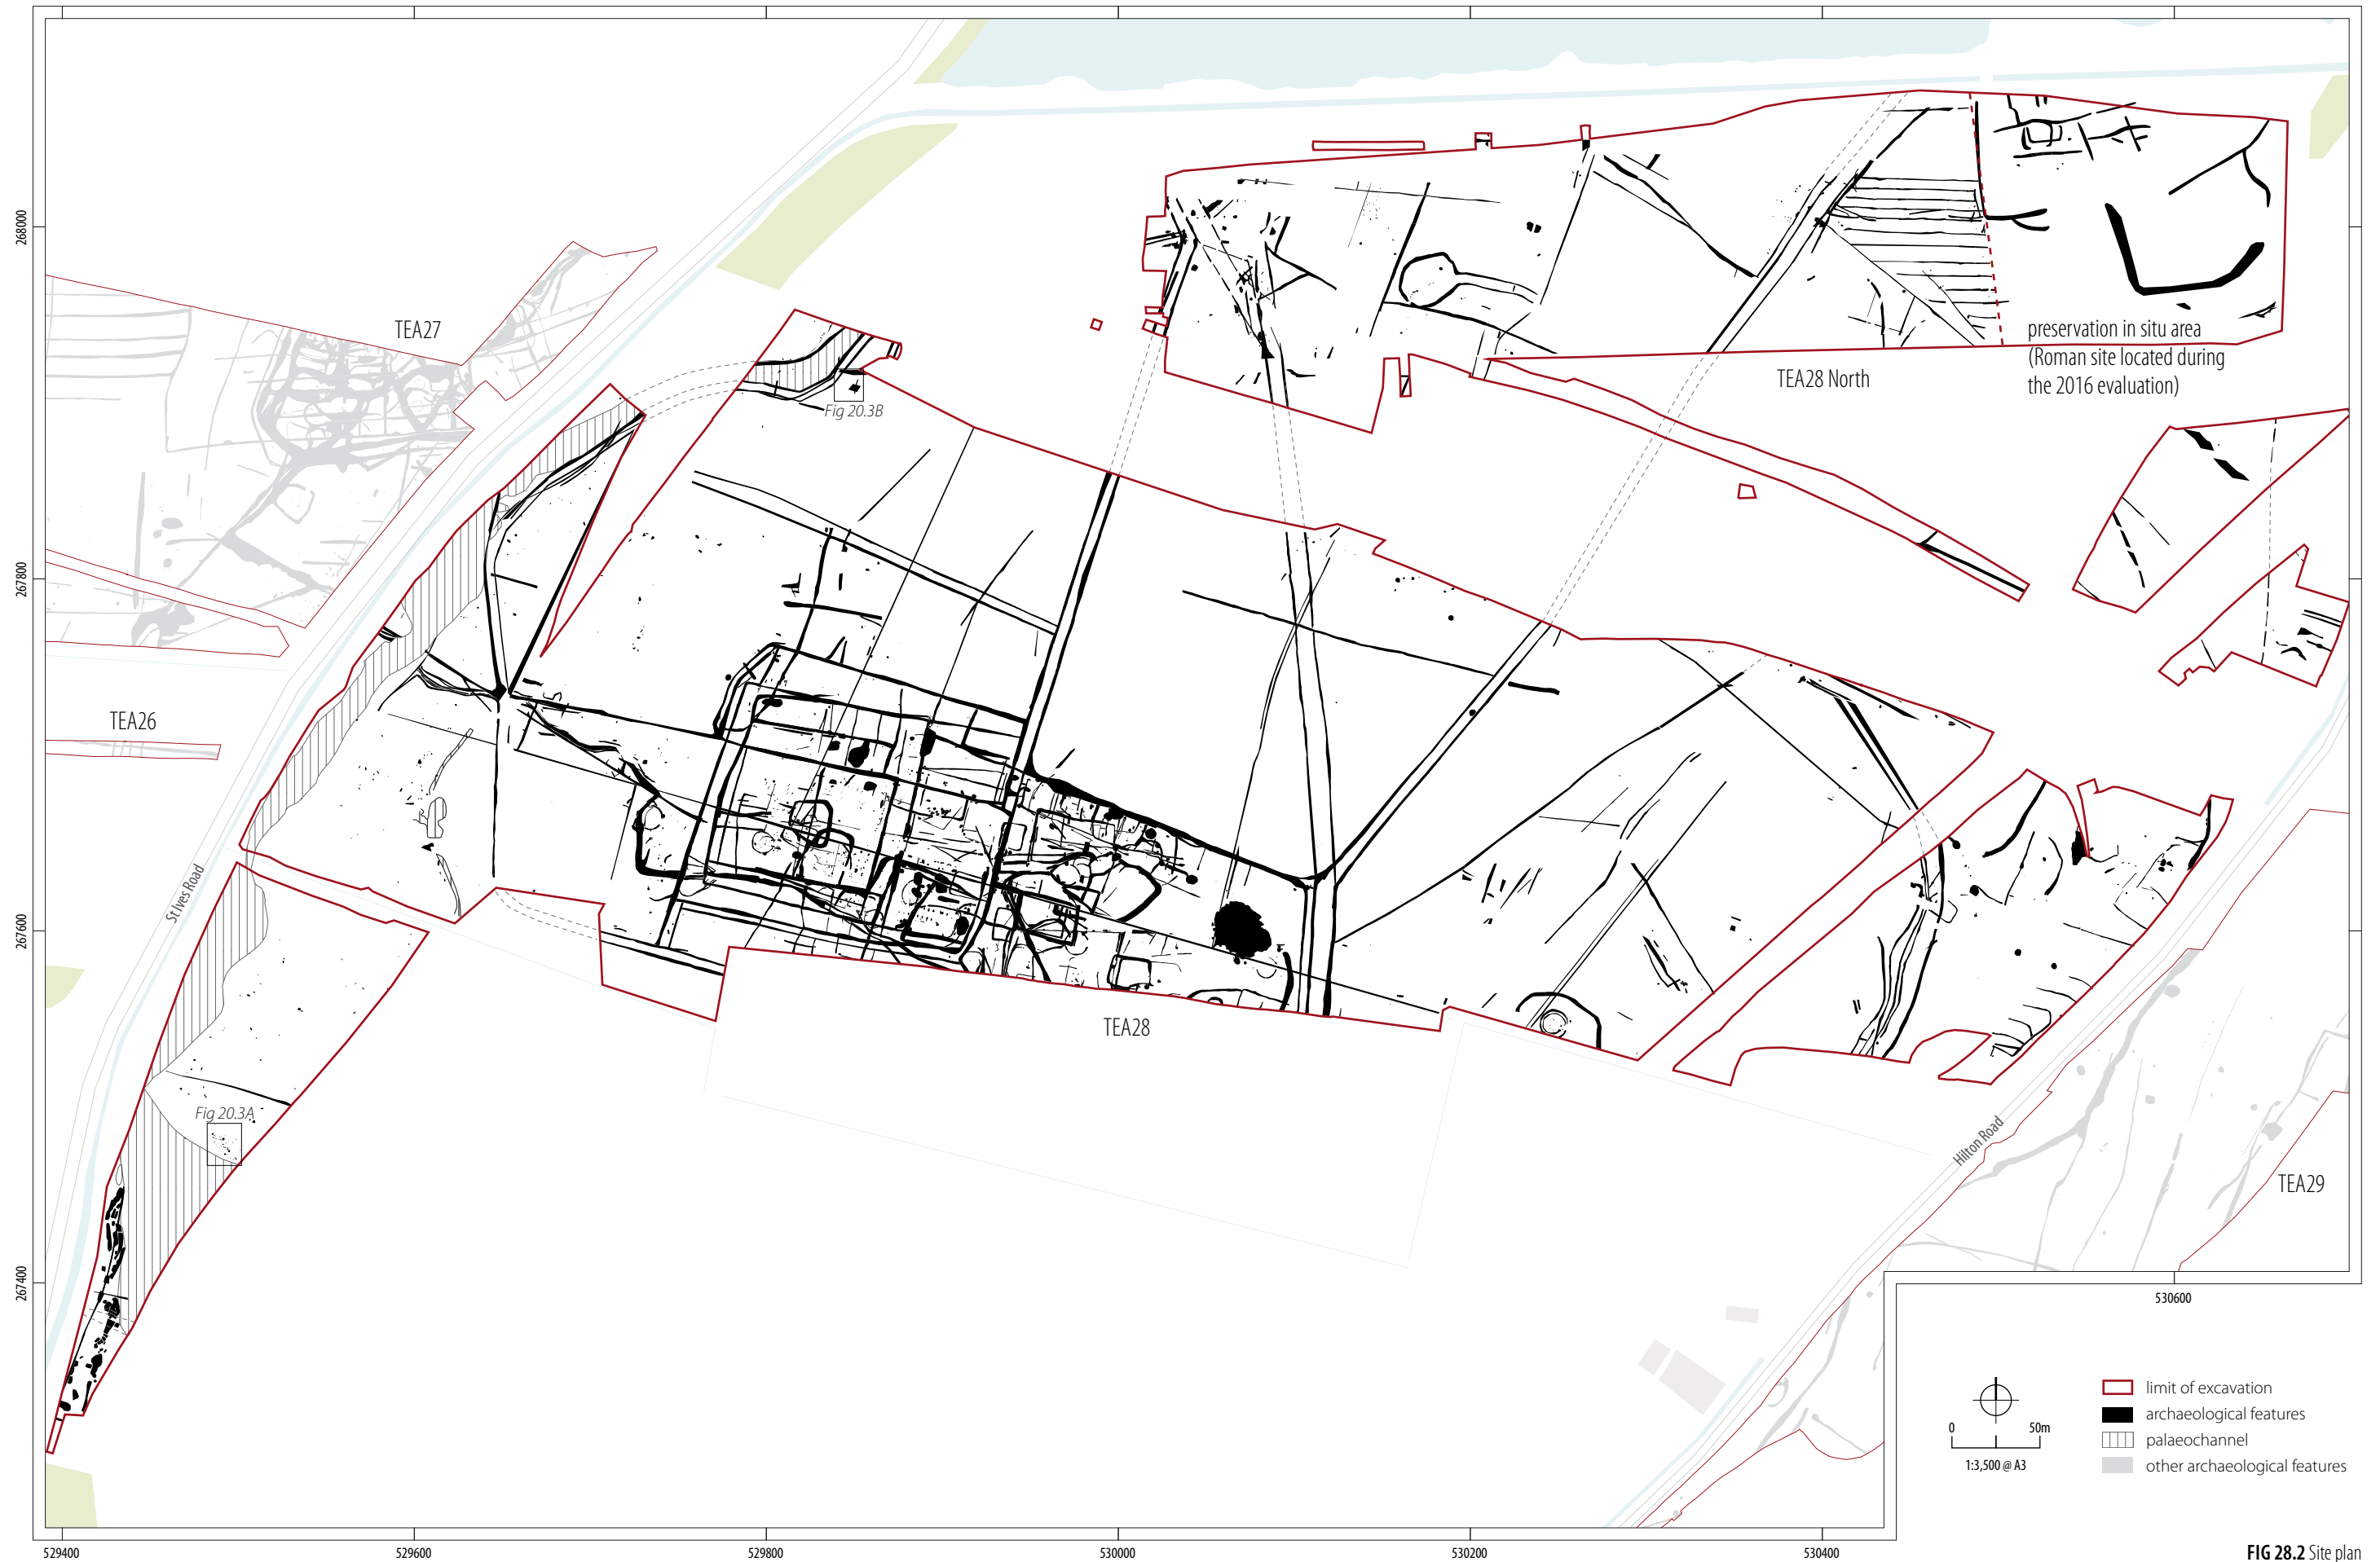 268000
267800
267600
267400
TEA27
TEA26
St Ives Road
Fig 20.3B
Fig 20.3A
TEA28 North
preservation in situ area
(Roman site located during
the 2016 evaluation)
TEA28
Hilton Road
TEA29
530600
0 50m
1:3,500 @ A3
limit of excavation
archaeological features
palaeochannel
other archaeological features
529400 529600 529800 530000 530200 530400
FIG 28.2 Site plan